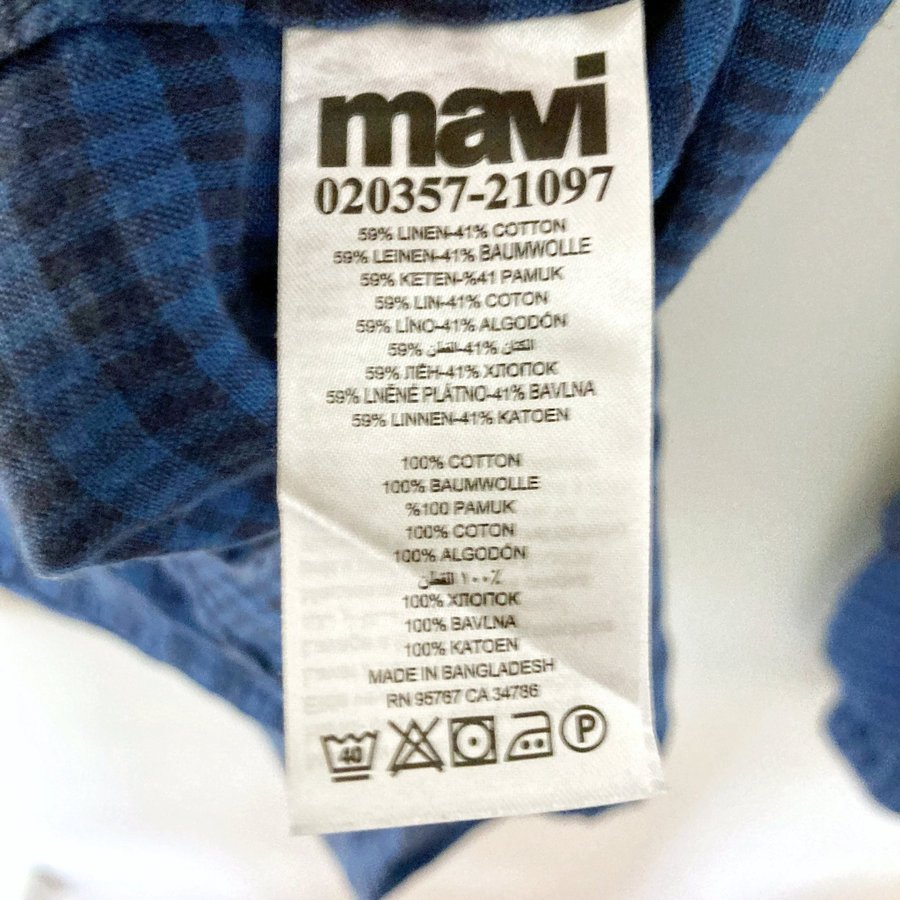 mavi
020357-21097
59% LINEN-41% COTTON
59% LEINEN-41% BAUMWOLLE
59% KETEN-%41 PAMUK
59% LIN-41% COTON
59% LÍNO-41% ALGODÓN
59% القطن-41% الكتان
59% ЛЁН-41% ХЛОПОК
59% LNĚNÉ PLÁTNO-41% BAVLNA
59% LINNEN-41% KATOEN
100% COTTON
100% BAUMWOLLE
%100 PAMUK
100% COTON
100% ALGODÓN
١٠٠٪ القطن
100% ХЛОПОК
100% BAVLNA
100% KATOEN
MADE IN BANGLADESH
RN 95767 CA 34786
40
P